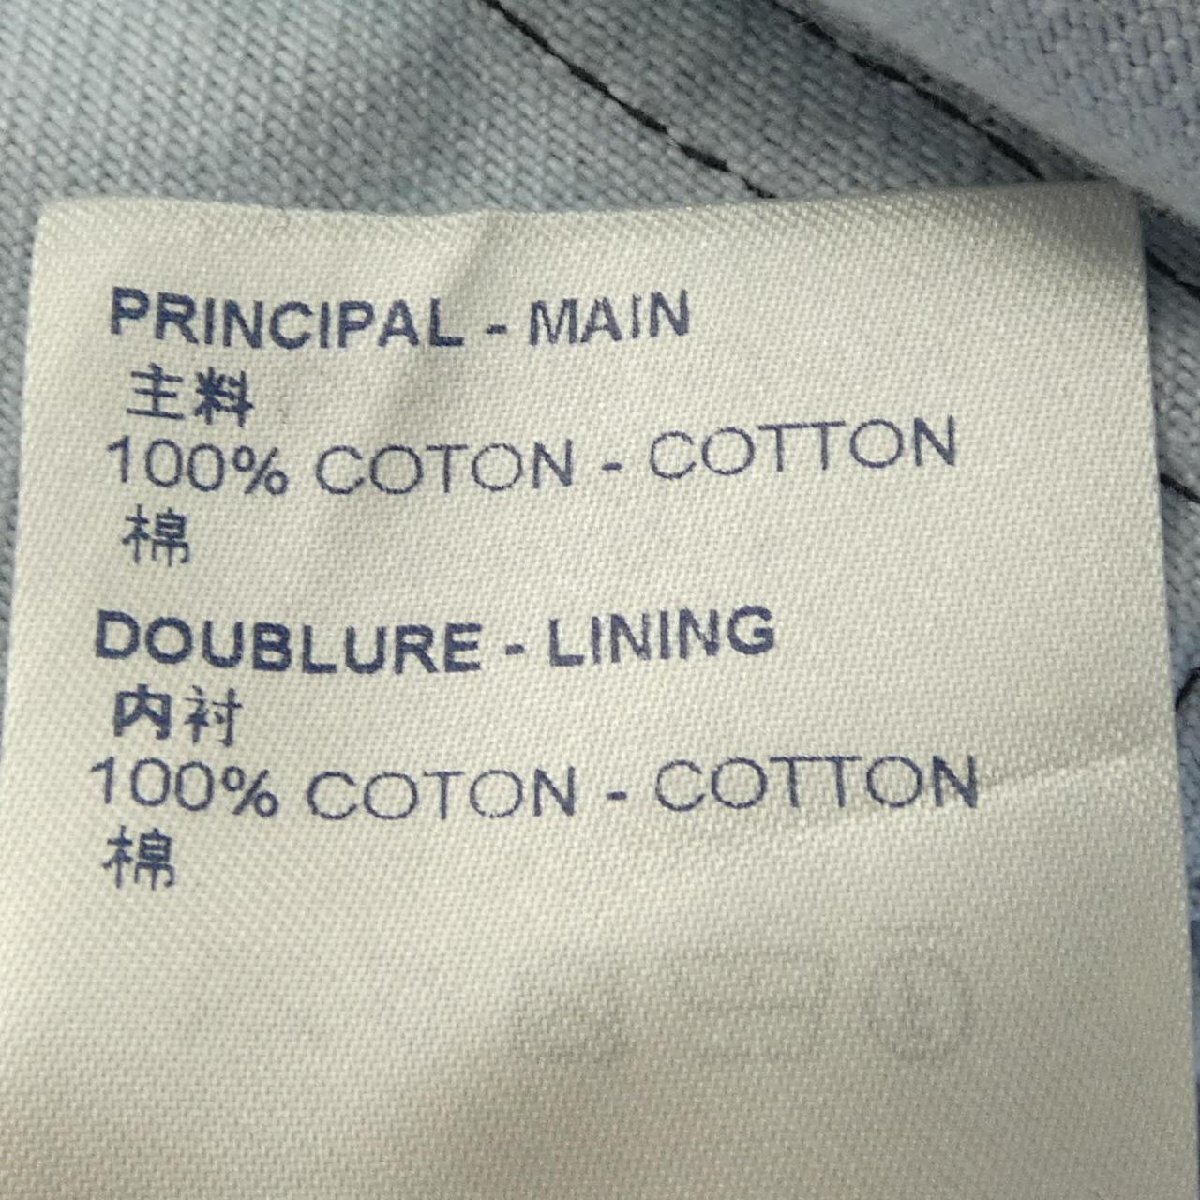 PRINCIPAL - MAIN
主料
100% COTON - COTTON
棉
DOUBLURE - LINING
内衬
100% COTON - COTTON
棉